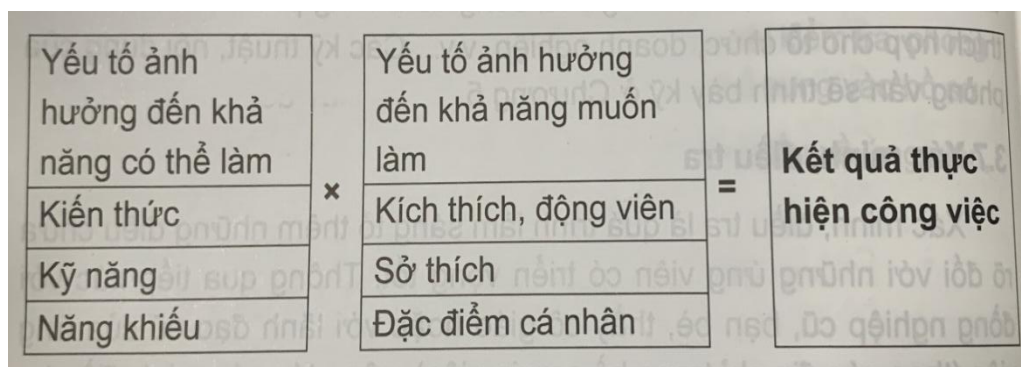 Yếu tố ảnh
hưởng đến khả
năng có thể làm
Kiến thức
Kỹ năng
Năng khiếu
×
Yếu tố ảnh hưởng
đến khả năng muốn
làm
Kích thích, động viên
Sở thích
Đặc điểm cá nhân
=
Kết quả thực
hiện công việc